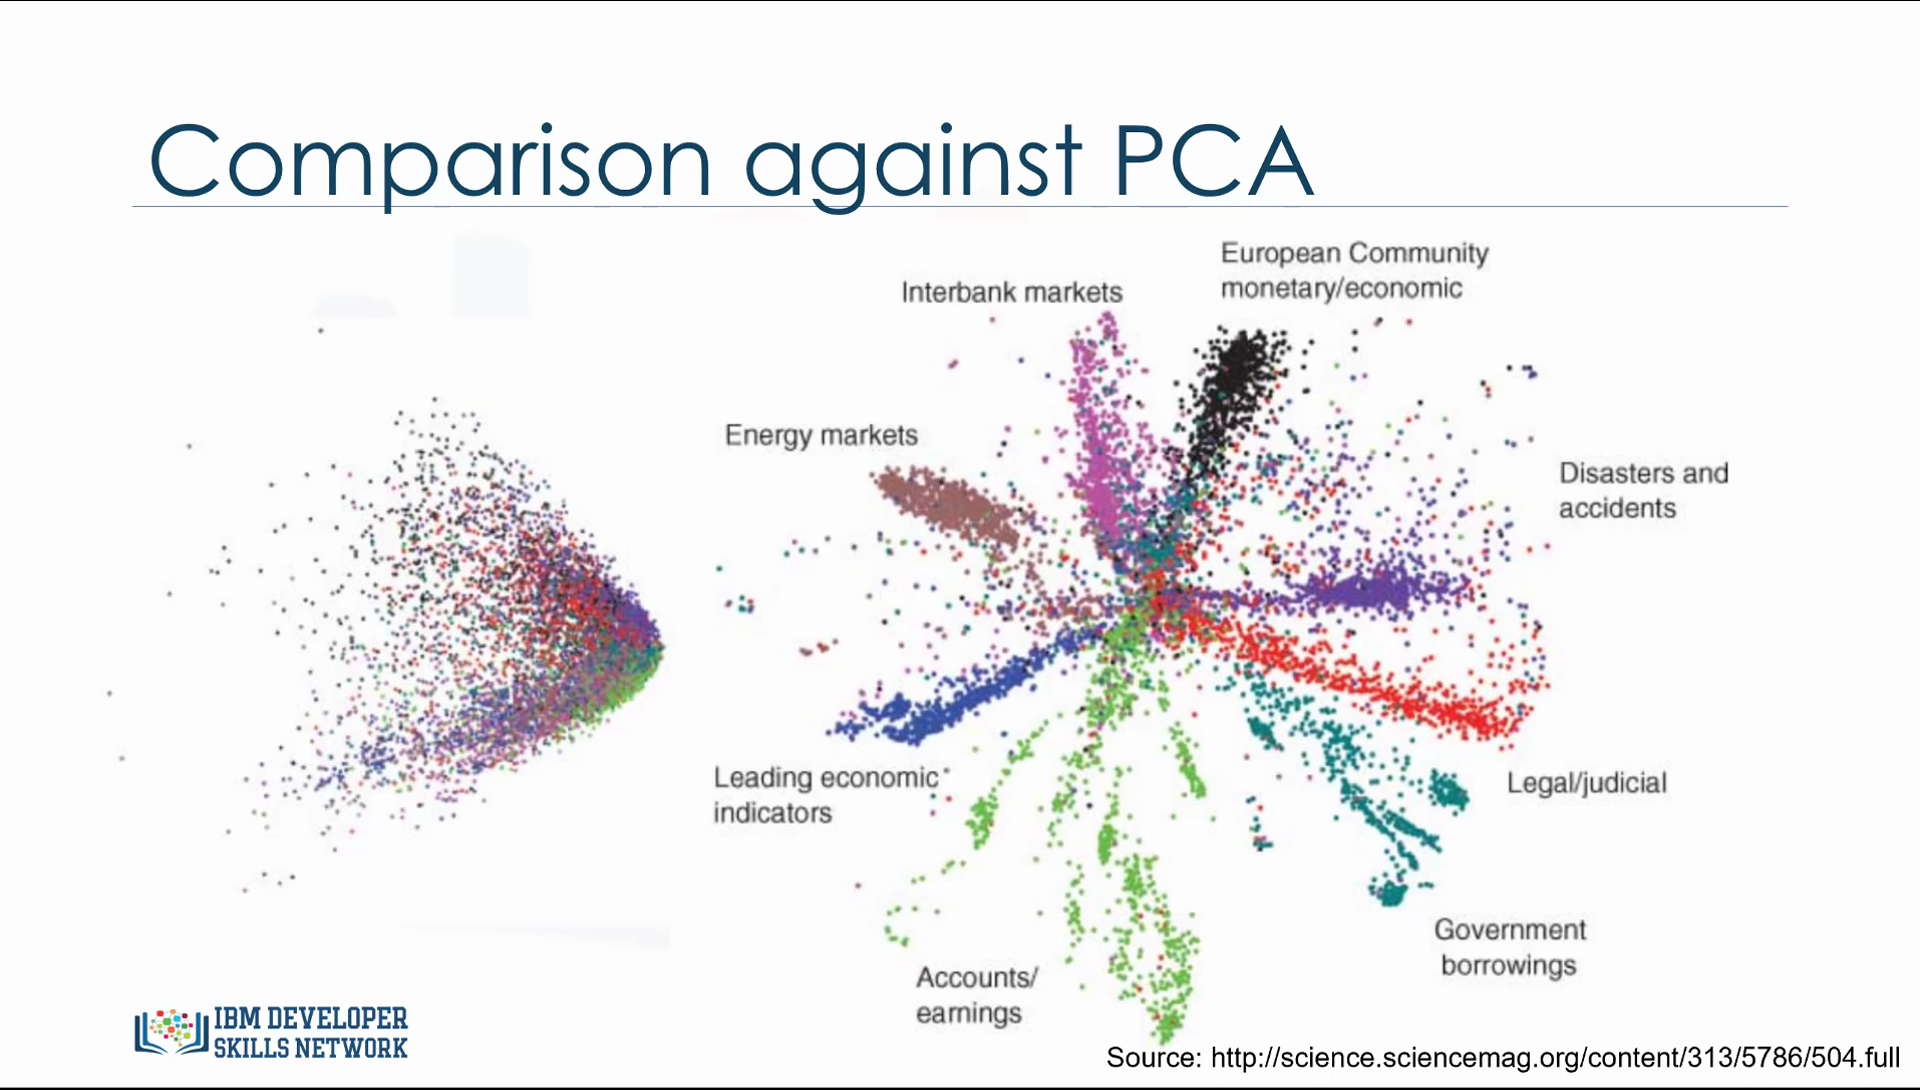 Comparison against PCA
European Community
monetary/economic
Interbank markets
Energy markets
Disasters and
accidents
Leading economic
indicators
Legal/judicial
Government
borrowings
Accounts/
earnings
IBM DEVELOPER
SKILLS NETWORK
Source: http://science.sciencemag.org/content/313/5786/504.full